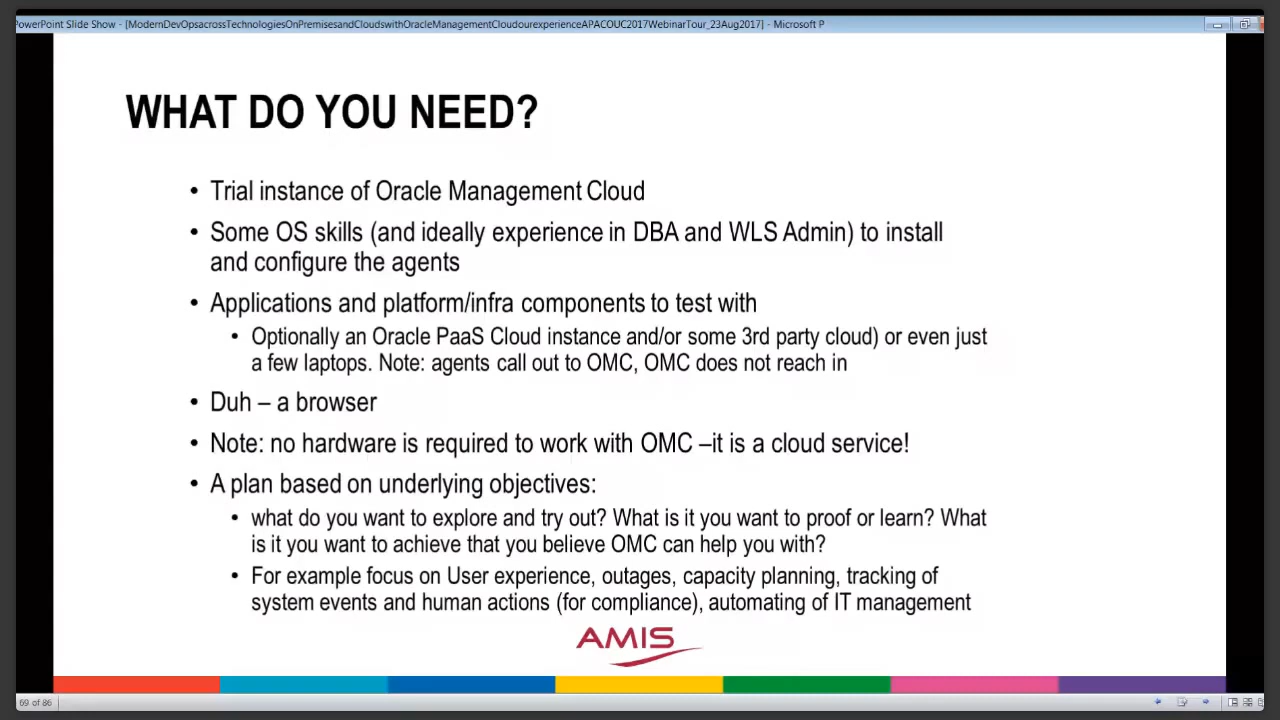 PowerPoint Slide Show - [ModernDevOpsacrossTechnologiesOnPremisesandCloudswithOracleManagementCloudourexperienceAPACOUC2017WebinarTour_23Aug2017] - Microsoft P
WHAT DO YOU NEED?
• Trial instance of Oracle Management Cloud
• Some OS skills (and ideally experience in DBA and WLS Admin) to install
and configure the agents
• Applications and platform/infra components to test with
• Optionally an Oracle PaaS Cloud instance and/or some 3rd party cloud) or even just
a few laptops. Note: agents call out to OMC, OMC does not reach in
• Duh – a browser
• Note: no hardware is required to work with OMC –it is a cloud service!
• A plan based on underlying objectives:
• what do you want to explore and try out? What is it you want to proof or learn? What
is it you want to achieve that you believe OMC can help you with?
• For example focus on User experience, outages, capacity planning, tracking of
system events and human actions (for compliance), automating of IT management
AMIS
69 of 86